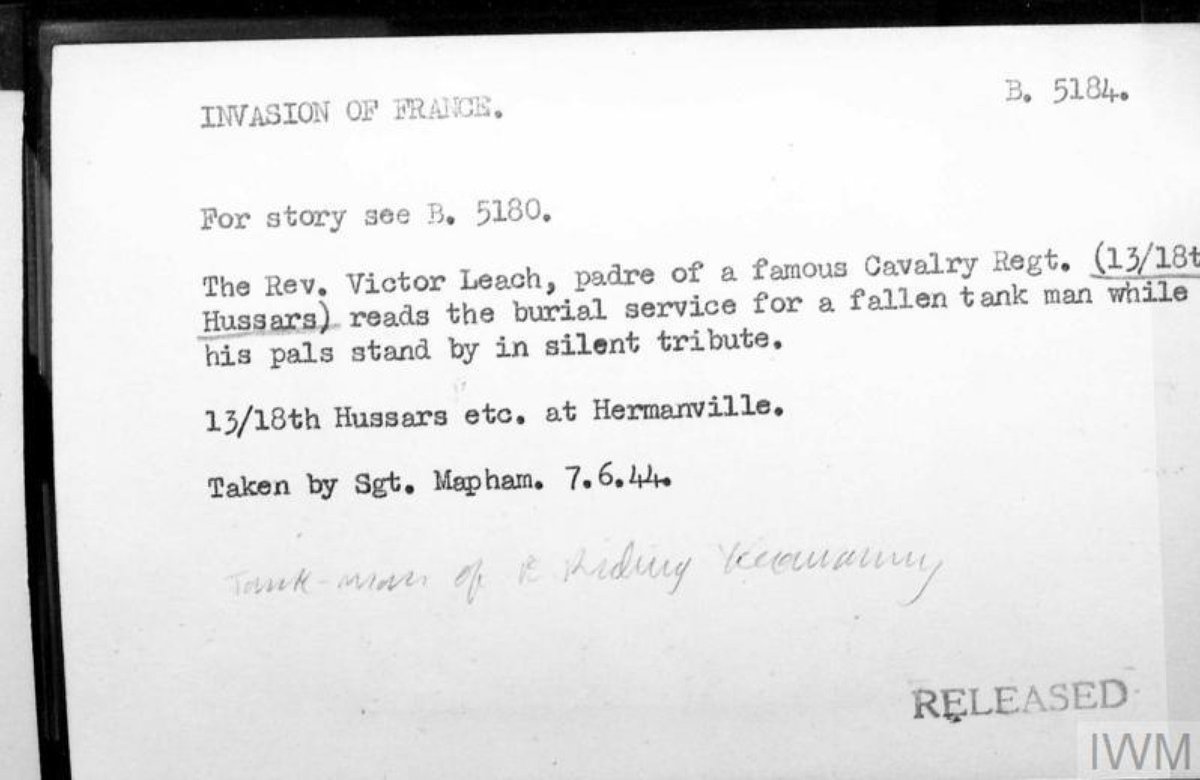 INVASION OF FRANCE.
B. 5184.
For story see B. 5180.
The Rev. Victor Leach, padre of a famous Cavalry Regt. (13/18t
Hussars) reads the burial service for a fallen tank man while
his pals stand by in silent tribute.
13/18th Hussars etc. at Hermanville.
Taken by Sgt. Mapham. 7.6.44.
Tank-man of E Riding Yeomanry
RELEASED
IWM